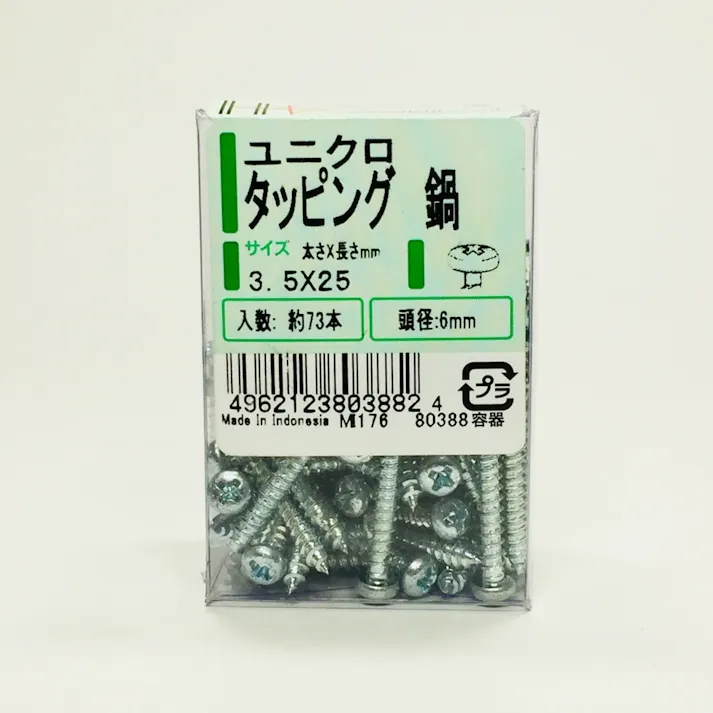 ユニクロ
タッピング 鍋
サイズ 太さX長さmm
3.5X25
入数: 約73本
頭径:6mm
4962123803882 4
プラ
Made In Indonesia MI176 80388 容器